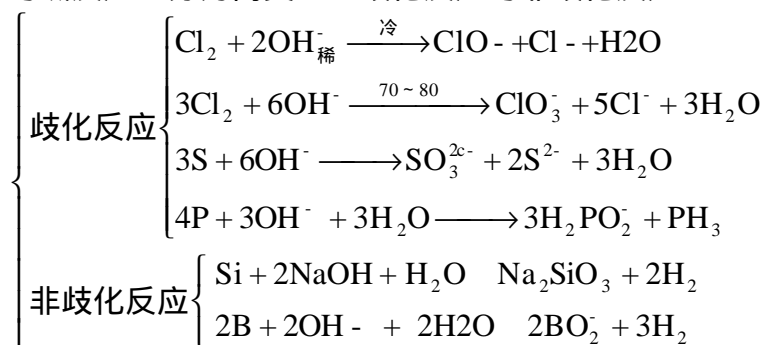 歧化反应
Cl₂ + 2OH⁻稀 —冷→ ClO - +Cl - +H2O
3Cl₂ + 6OH⁻ —70 ~ 80→ ClO₃⁻ + 5Cl⁻ + 3H₂O
3S + 6OH⁻ ——→ SO₃²ᶜ⁻ + 2S²⁻ + 3H₂O
4P + 3OH⁻ + 3H₂O ——→ 3H₂PO₂⁻ + PH₃
非歧化反应
Si + 2NaOH + H₂O Na₂SiO₃ + 2H₂
2B + 2OH - + 2H2O 2BO₂⁻ + 3H₂